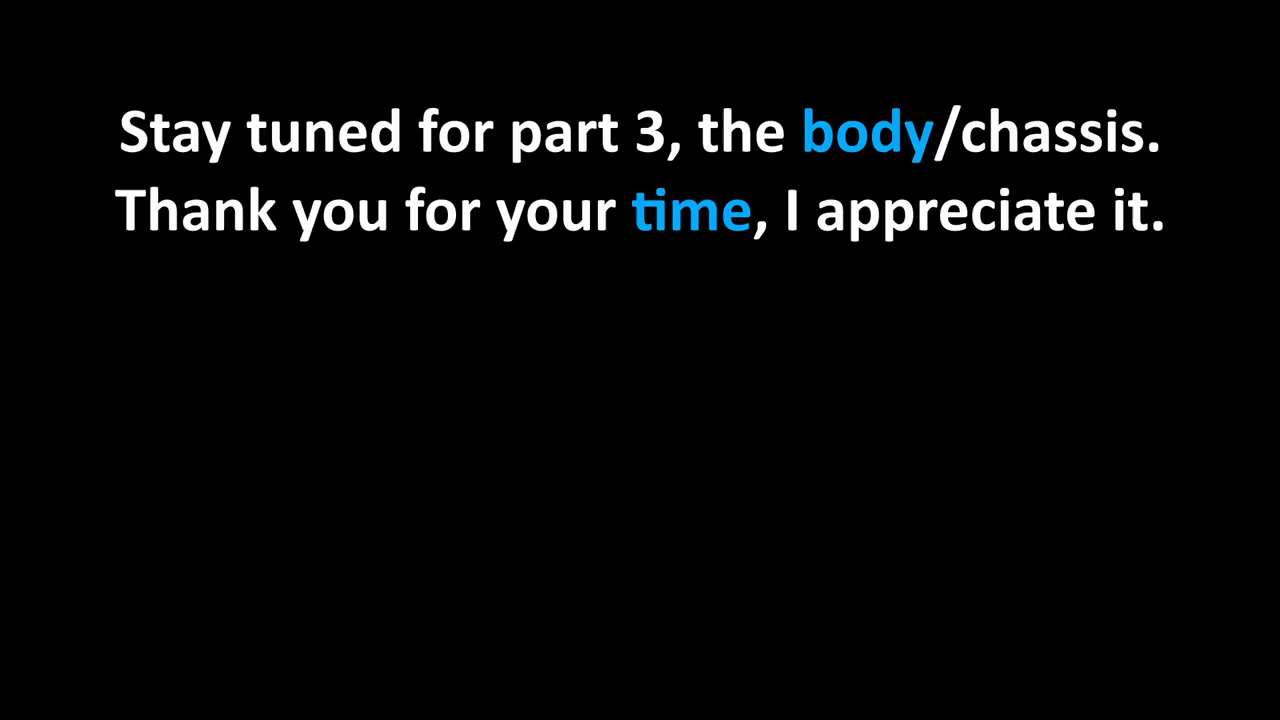 Stay tuned for part 3, the body/chassis.
Thank you for your time, I appreciate it.